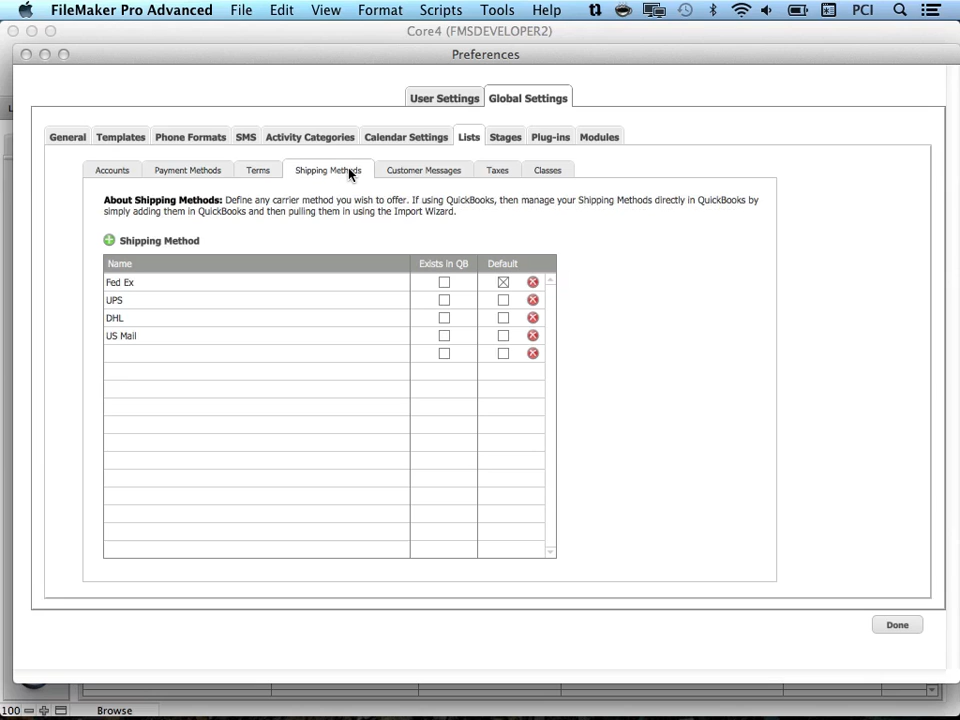 FileMaker Pro Advanced File Edit View Format Scripts Tools Help PCI
Core4 (FMSDEVELOPER2)
Preferences
User Settings Global Settings
General Templates Phone Formats SMS Activity Categories Calendar Settings Lists Stages Plug-ins Modules
Accounts Payment Methods Terms Shipping Methods Customer Messages Taxes Classes
About Shipping Methods: Define any carrier method you wish to offer. If using QuickBooks, then manage your Shipping Methods directly in QuickBooks by
simply adding them in QuickBooks and then pulling them in using the Import Wizard.
Shipping Method
Name Exists in QB Default
Fed Ex
UPS
DHL
US Mail
Done
100 Browse